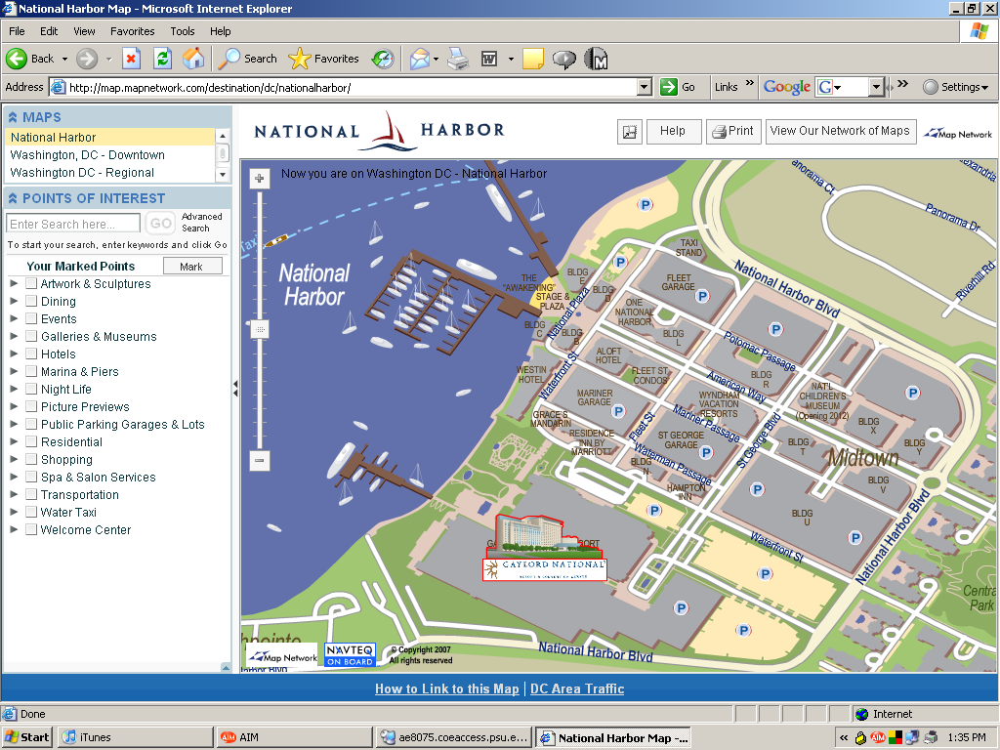 National Harbor Map - Microsoft Internet Explorer
File Edit View Favorites Tools Help
Back Search Favorites
Address http://map.mapnetwork.com/destination/dc/nationalharbor/ Go Links » Google G » Settings
MAPS
National Harbor
Washington, DC - Downtown
Washington DC - Regional
POINTS OF INTEREST
Enter Search here... GO Advanced Search
To start your search, enter keywords and click Go
Your Marked Points Mark
Artwork & Sculptures
Dining
Events
Galleries & Museums
Hotels
Marina & Piers
Night Life
Picture Previews
Public Parking Garages & Lots
Residential
Shopping
Spa & Salon Services
Transportation
Water Taxi
Welcome Center
NATIONAL HARBOR
Help Print View Our Network of Maps Map Network
Now you are on Washington DC - National Harbor
Taxi
National
Harbor
Panorama Ct
Panorama Dr
Riverhill Rd
National Harbor Blvd
TAXI
STAND
FLEET
GARAGE
P
P
P
P
THE
"AWAKENING"
STAGE &
PLAZA
BLDG
E
BLDG
D
National Plaza
ONE
NATIONAL
HARBOR
BLDG
L
BLDG
C
BLDG
B
Potomac Passage
ALOFT
HOTEL
WESTIN
HOTEL
Waterfront St
FLEET ST
CONDOS
American Way
BLDG
R
MARINER
GARAGE
P
WYNDHAM
VACATION
RESORTS
NAT'L
CHILDREN'S
MUSEUM
(Opening 2012)
P
Mariner Passage
GRACE'S
MANDARIN
RESIDENCE
INN BY
MARRIOTT
Fleet St
ST GEORGE
GARAGE
P
St George Blvd
BLDG
X
BLDG
T
BLDG
Y
Midtown
Waterman Passage
BLDG
N
HAMPTON
INN
P
BLDG
V
P
BLDG
U
P
Waterfront St
National Harbor Blvd
GAYLORD NATIONAL
P
P
P
Central
Park
National Harbor Blvd
Map Network NAVTEQ
ON BOARD
© Copyright 2007
All rights reserved
How to Link to this Map | DC Area Traffic
Done Internet
Start iTunes AIM ae8075.coeaccess.psu.e... National Harbor Map -... « 1:35 PM